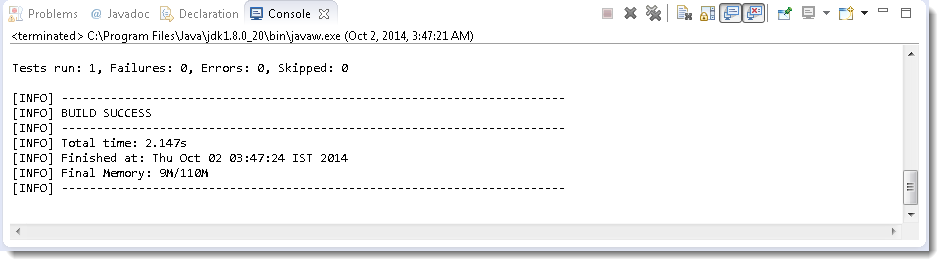 Problems @ Javadoc Declaration Console
<terminated> C:\Program Files\Java\jdk1.8.0_20\bin\javaw.exe (Oct 2, 2014, 3:47:21 AM)
Tests run: 1, Failures: 0, Errors: 0, Skipped: 0
[INFO] ------------------------------------------------------------------------
[INFO] BUILD SUCCESS
[INFO] ------------------------------------------------------------------------
[INFO] Total time: 2.147s
[INFO] Finished at: Thu Oct 02 03:47:24 IST 2014
[INFO] Final Memory: 9M/110M
[INFO] ------------------------------------------------------------------------